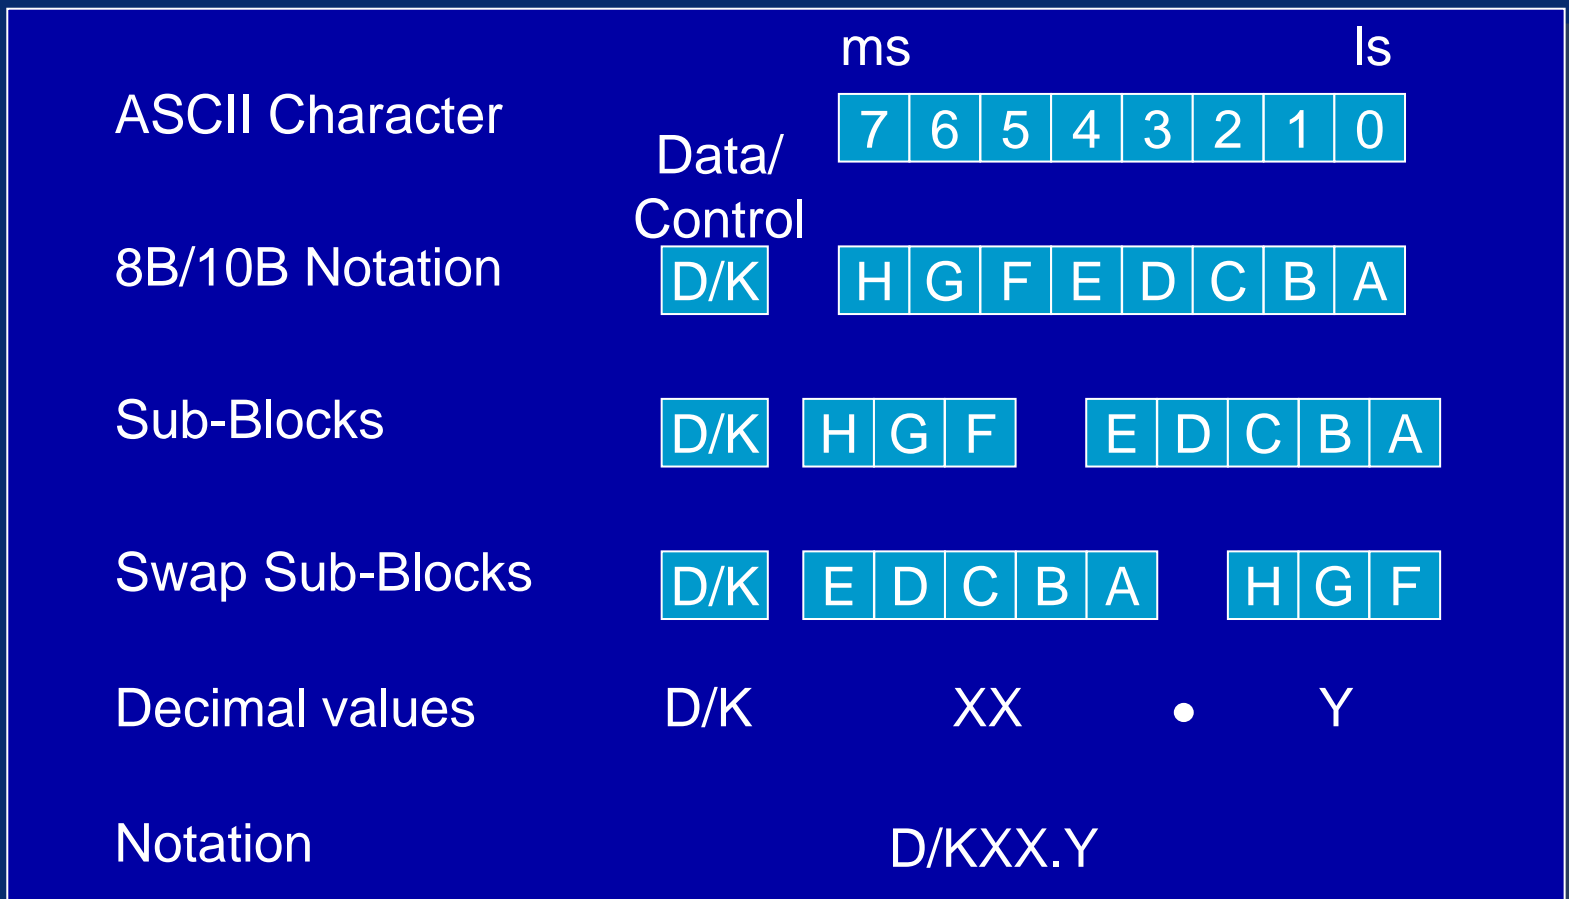 ms ls
ASCII Character 7 6 5 4 3 2 1 0
Data/
Control
8B/10B Notation D/K H G F E D C B A
Sub-Blocks D/K H G F E D C B A
Swap Sub-Blocks D/K E D C B A H G F
Decimal values D/K XX • Y
Notation D/KXX.Y